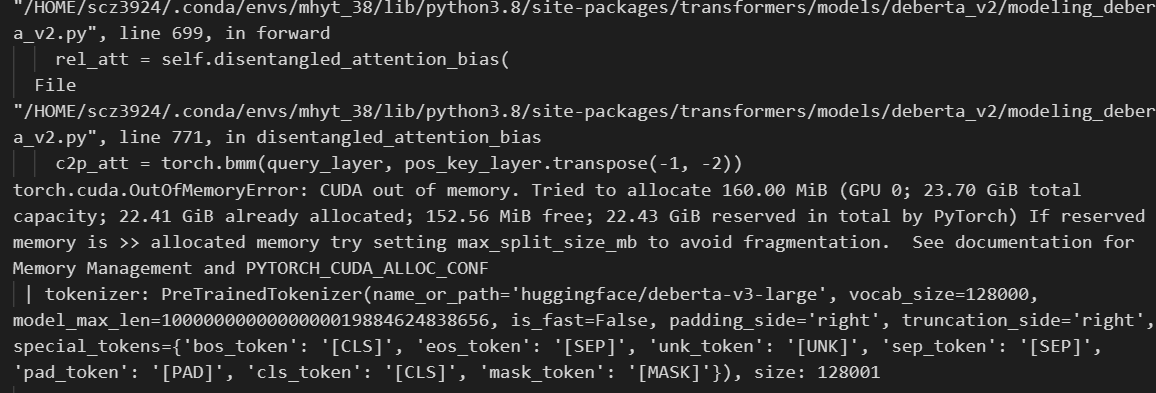 "/HOME/scz3924/.conda/envs/mhyt_38/lib/python3.8/site-packages/transformers/models/deberta_v2/modeling_deber
a_v2.py", line 699, in forward
rel_att = self.disentangled_attention_bias(
File
"/HOME/scz3924/.conda/envs/mhyt_38/lib/python3.8/site-packages/transformers/models/deberta_v2/modeling_deber
a_v2.py", line 771, in disentangled_attention_bias
c2p_att = torch.bmm(query_layer, pos_key_layer.transpose(-1, -2))
torch.cuda.OutOfMemoryError: CUDA out of memory. Tried to allocate 160.00 MiB (GPU 0; 23.70 GiB total
capacity; 22.41 GiB already allocated; 152.56 MiB free; 22.43 GiB reserved in total by PyTorch) If reserved
memory is >> allocated memory try setting max_split_size_mb to avoid fragmentation.  See documentation for
Memory Management and PYTORCH_CUDA_ALLOC_CONF
| tokenizer: PreTrainedTokenizer(name_or_path='huggingface/deberta-v3-large', vocab_size=128000,
model_max_len=1000000000000000019884624838656, is_fast=False, padding_side='right', truncation_side='right',
special_tokens={'bos_token': '[CLS]', 'eos_token': '[SEP]', 'unk_token': '[UNK]', 'sep_token': '[SEP]',
'pad_token': '[PAD]', 'cls_token': '[CLS]', 'mask_token': '[MASK]'}), size: 128001